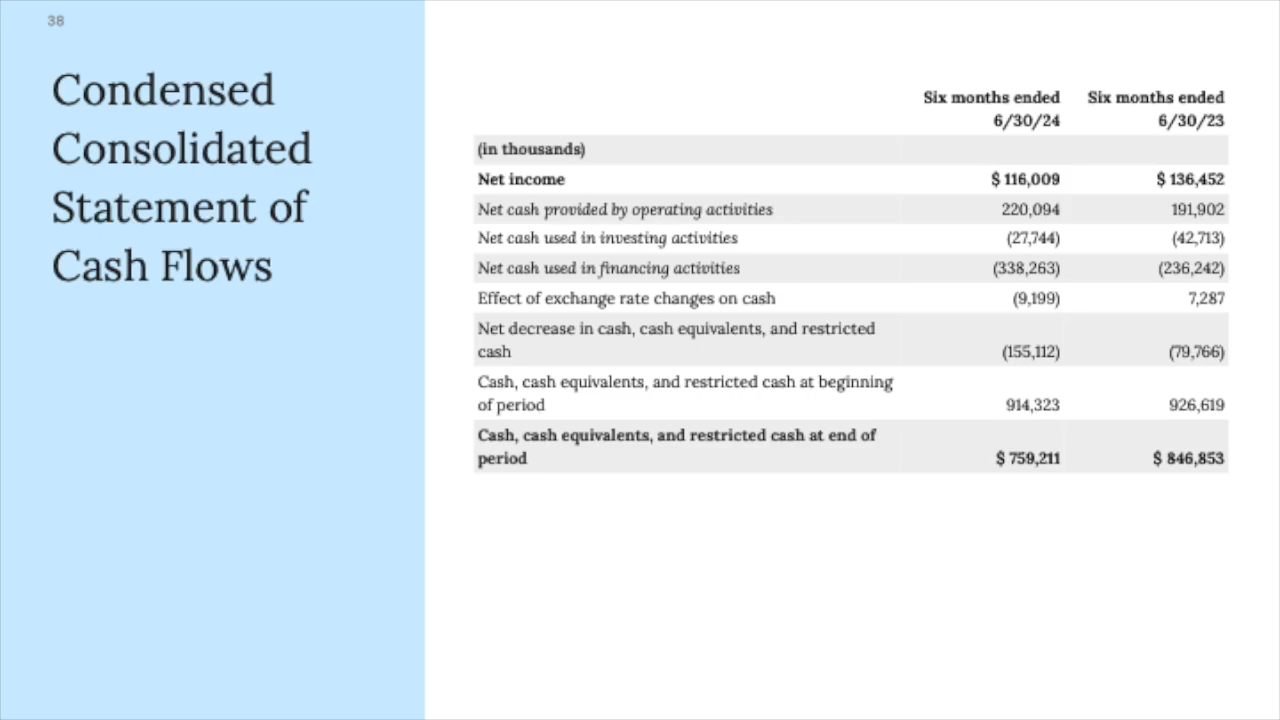 38
Condensed
Consolidated
Statement of
Cash Flows
Six months ended Six months ended
6/30/24 6/30/23
(in thousands)
Net income $ 116,009 $ 136,452
Net cash provided by operating activities 220,094 191,902
Net cash used in investing activities (27,744) (42,713)
Net cash used in financing activities (338,263) (236,242)
Effect of exchange rate changes on cash (9,199) 7,287
Net decrease in cash, cash equivalents, and restricted
cash (155,112) (79,766)
Cash, cash equivalents, and restricted cash at beginning
of period 914,323 926,619
Cash, cash equivalents, and restricted cash at end of
period $ 759,211 $ 846,853